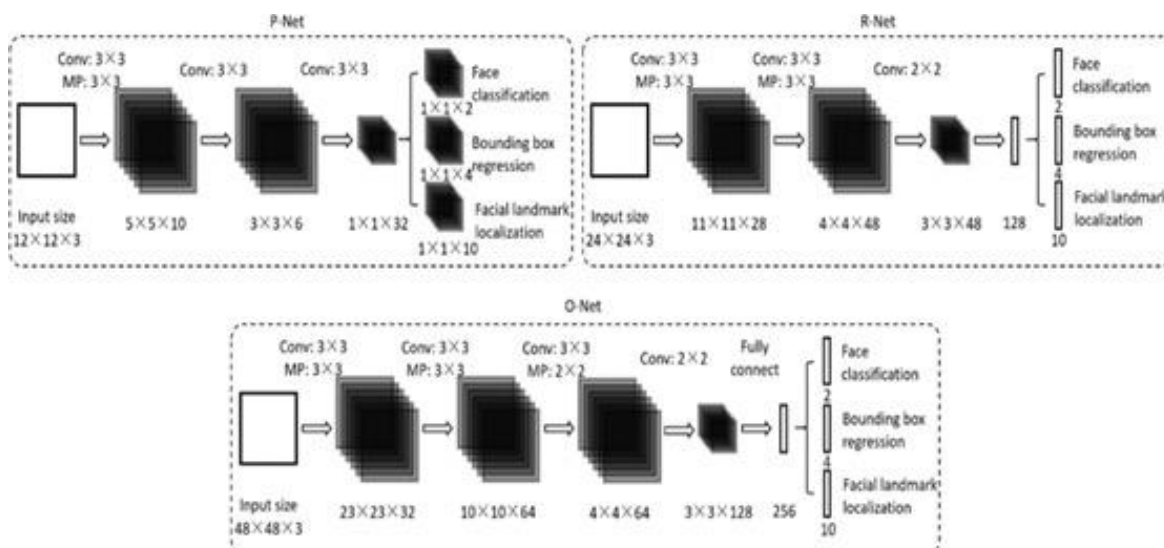 P-Net
Conv: 3×3
MP: 3×3
Conv: 3×3
Conv: 3×3
Input size
12×12×3
5×5×10
3×3×6
1×1×32
Face
classification
1×1×2
Bounding box
regression
1×1×4
Facial landmark
localization
1×1×10
R-Net
Conv: 3×3
MP: 3×3
Conv: 3×3
MP: 3×3
Conv: 2×2
Input size
24×24×3
11×11×28
4×4×48
3×3×48
128
Face
classification
2
Bounding box
regression
4
Facial landmark
localization
10
O-Net
Conv: 3×3
MP: 3×3
Conv: 3×3
MP: 3×3
Conv: 3×3
MP: 2×2
Conv: 2×2
Fully
connect
Input size
48×48×3
23×23×32
10×10×64
4×4×64
3×3×128
256
Face
classification
2
Bounding box
regression
4
Facial landmark
localization
10